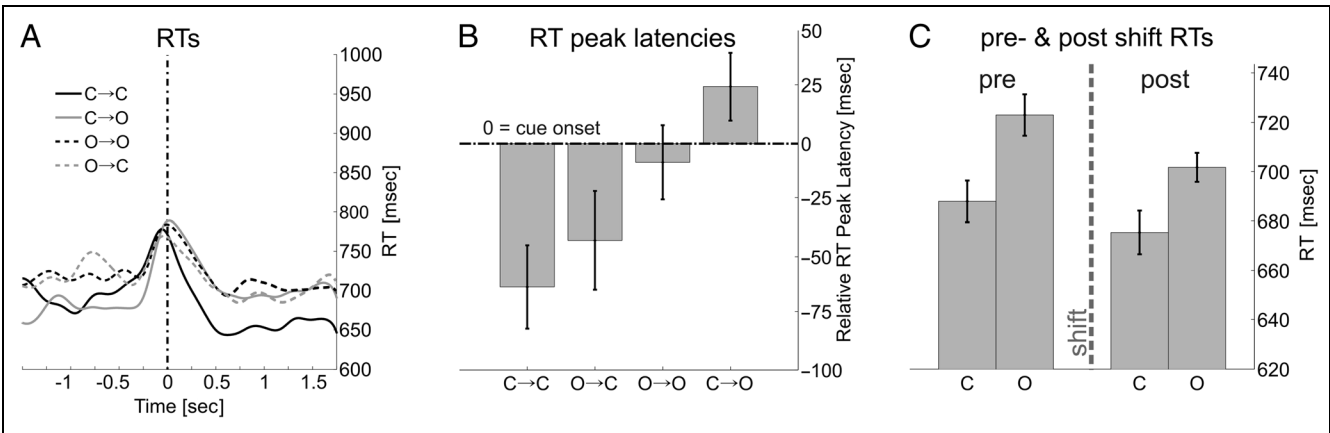 A
RTs
C→C
C→O
O→O
O→C
1000
950
900
850
800
750
700
650
600
RT [msec]
-1 -0.5 0 0.5 1 1.5
Time [sec]
B
RT peak latencies
0 = cue onset
50
25
0
−25
−50
−75
−100
Relative RT Peak Latency [msec]
C→C O→C O→O C→O
C
pre- & post shift RTs
pre
post
shift
740
720
700
680
660
640
620
RT [msec]
C O C O